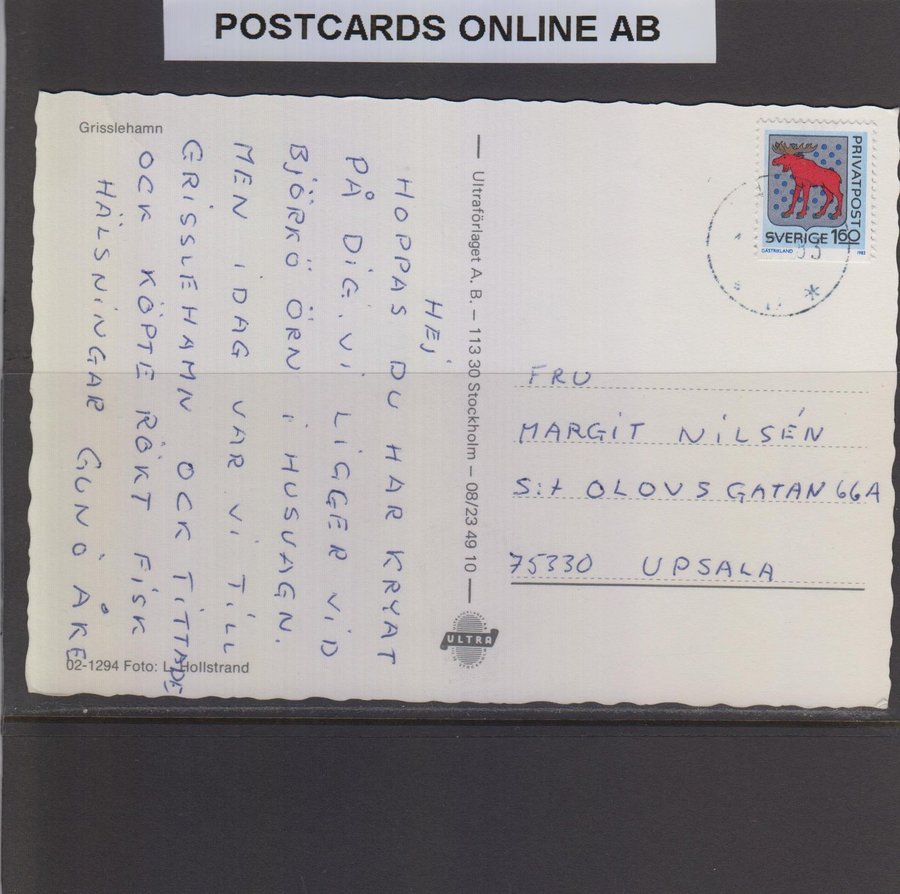 POSTCARDS ONLINE AB
Grisslehamn
HEJ
HOPPAS DU HAR KRYAT
PÅ DIG. VI LIGGER VID
BJÖRKÖ ÖRN I HUSVAGN.
MEN IDAG VAR VI TILL
GRISSLEHAMN OCK TITTADE
OCK KÖPTE RÖKT FISK
HÄLSNINGAR GUN O ÅKE
02-1294 Foto: L. Hollstrand
Ultraförlaget A. B. – 113 30 Stockholm – 08/23 49 10
ULTRA
PRIVATPOST
SVERIGE 160
GÄSTRIKLAND 1982
FRU
MARGIT NILSÉN
S:t OLOVSGATAN 66A
75330 UPSALA